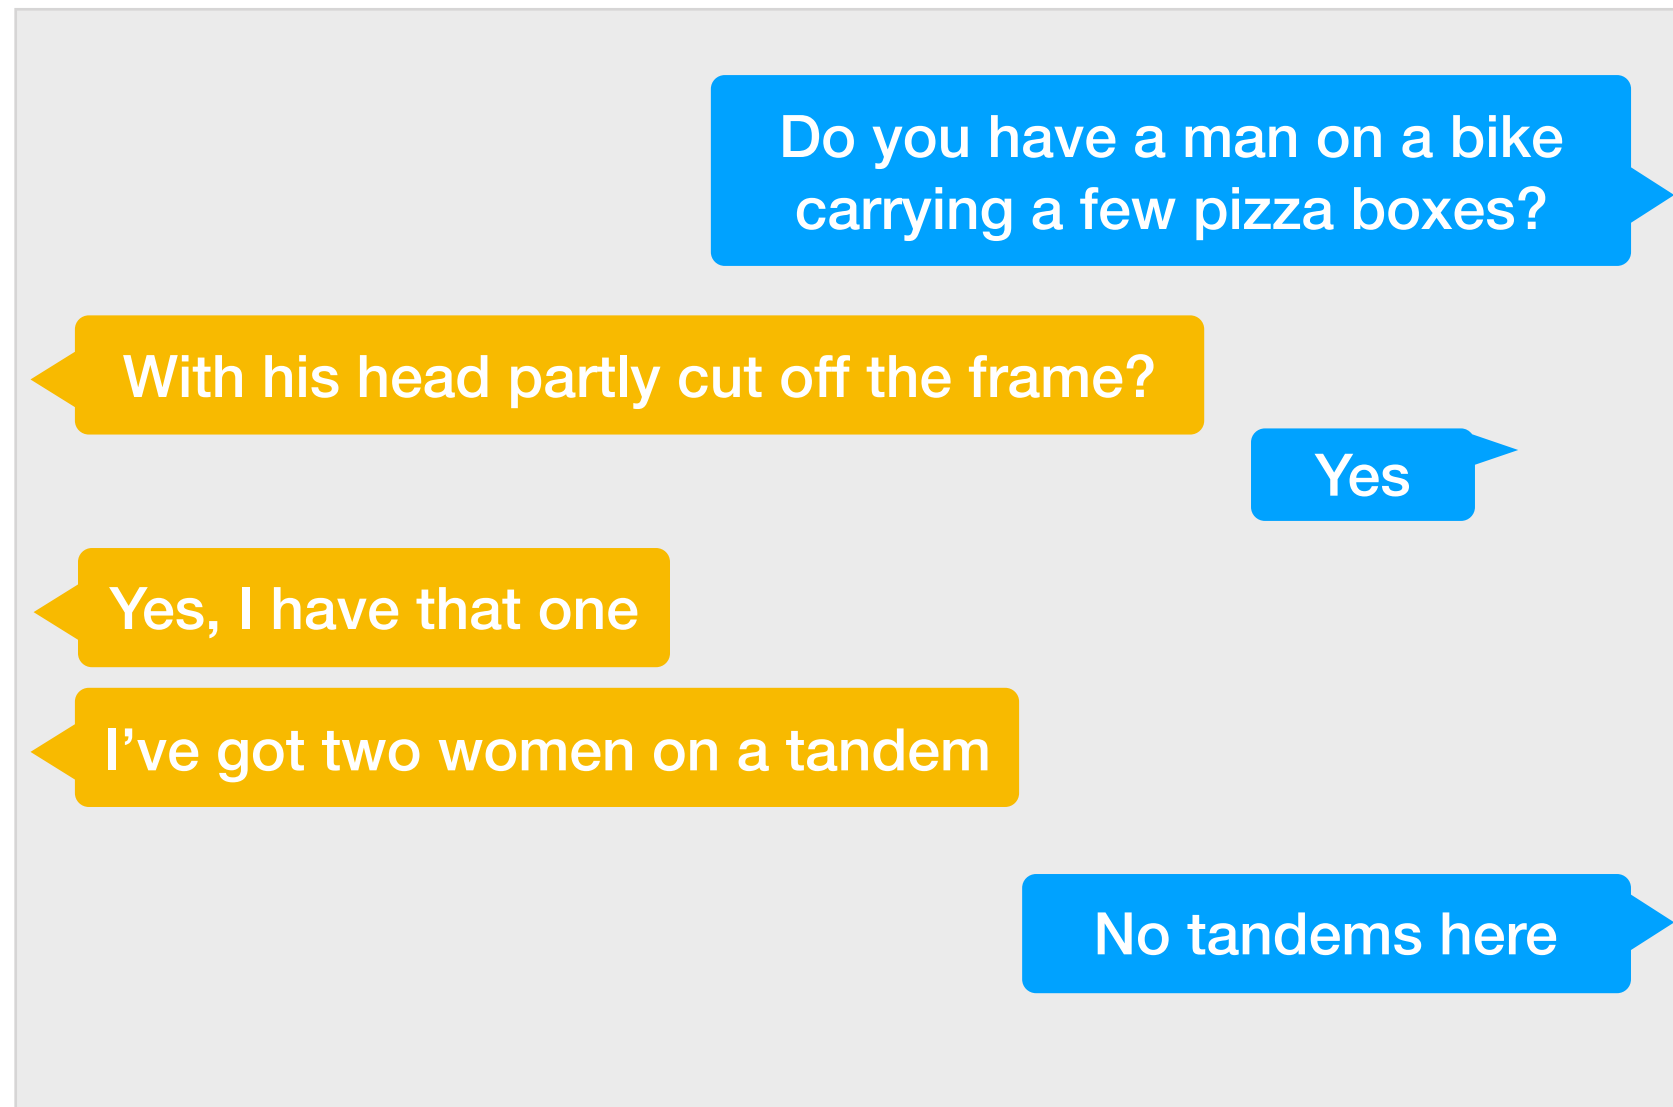 Do you have a man on a bike
carrying a few pizza boxes?
With his head partly cut off the frame?
Yes
Yes, I have that one
I’ve got two women on a tandem
No tandems here